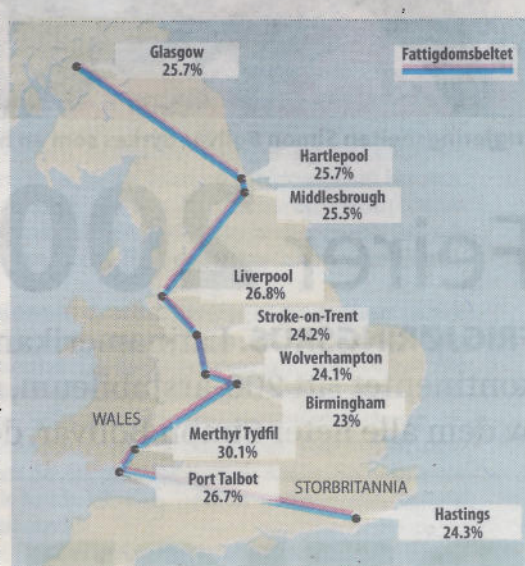 Glasgow
25.7%
Fattigdomsbeltet
Hartlepool
25.7%
Middlesbrough
25.5%
Liverpool
26.8%
Stroke-on-Trent
24.2%
Wolverhampton
24.1%
Birmingham
23%
WALES
Merthyr Tydfil
30.1%
Port Talbot
26.7%
STORBRITANNIA
Hastings
24.3%